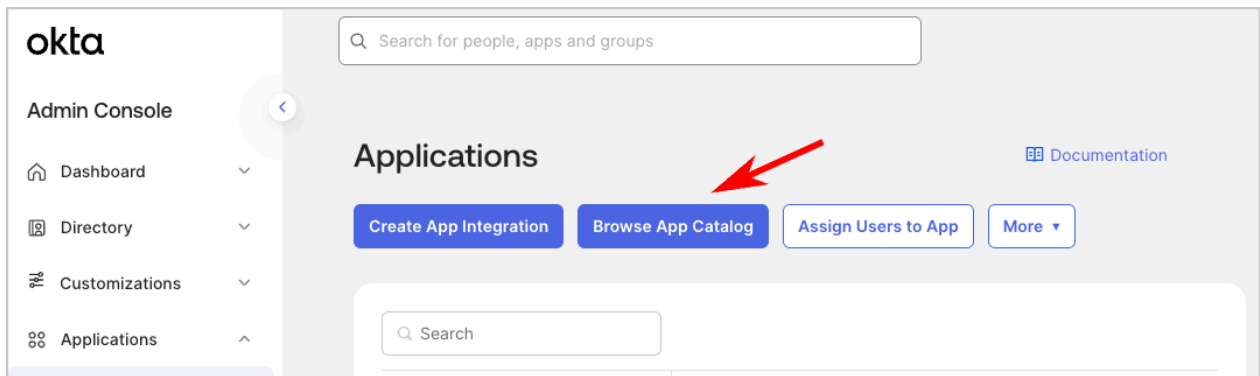 okta
Search for people, apps and groups
Admin Console
Applications
Documentation
Dashboard
Create App Integration
Browse App Catalog
Assign Users to App
More
Directory
Customizations
Search
Applications